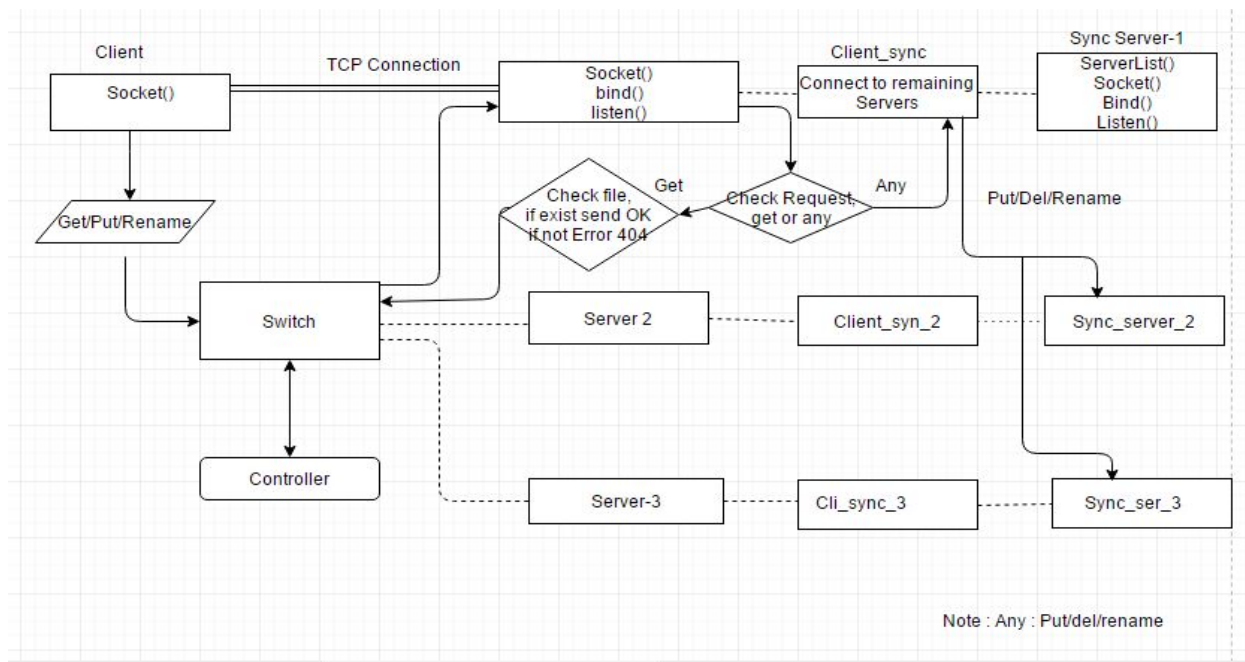 Client
Socket()
TCP Connection
Socket()
bind()
listen()
Client_sync
Connect to remaining
Servers
Sync Server-1
ServerList()
Socket()
Bind()
Listen()
Get/Put/Rename
Check file,
if exist send OK
if not Error 404
Get
Check Request,
get or any
Any
Put/Del/Rename
Switch
Server 2
Client_syn_2
Sync_server_2
Controller
Server-3
Cli_sync_3
Sync_ser_3
Note : Any : Put/del/rename